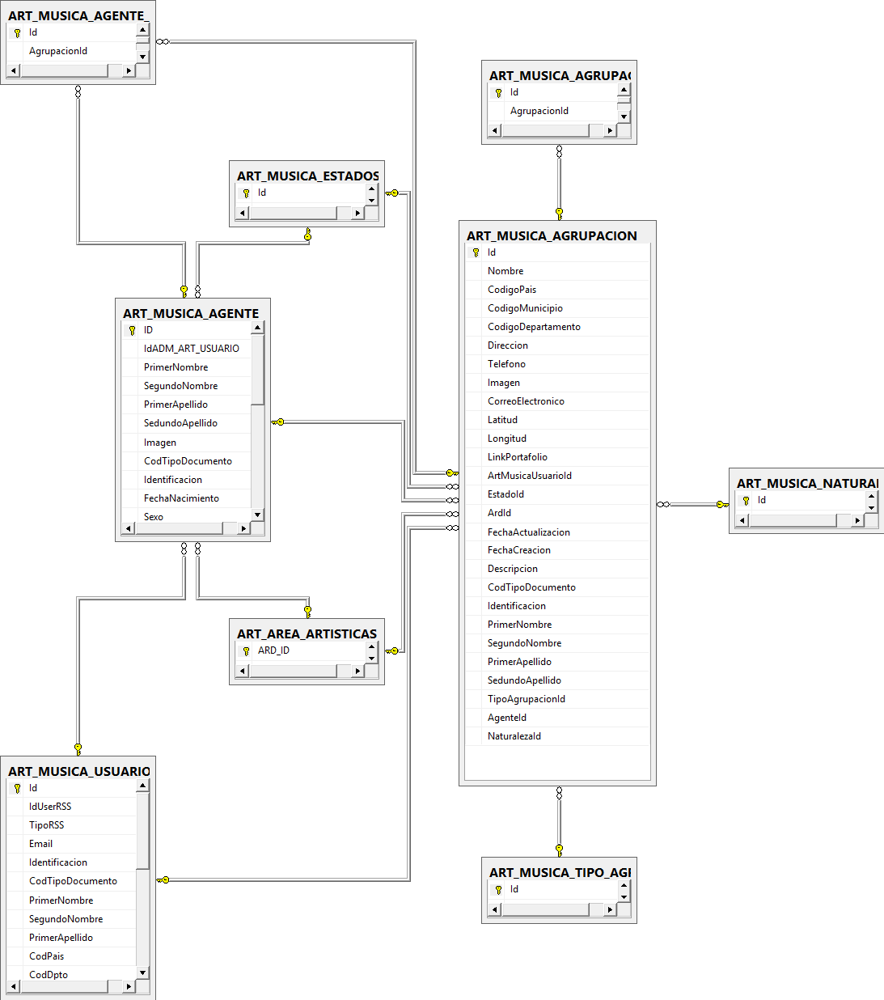 ART_MUSICA_AGENTE_
Id
AgrupacionId
ART_MUSICA_AGRUPAC
Id
AgrupacionId
ART_MUSICA_ESTADOS
Id
ART_MUSICA_AGRUPACION
Id
Nombre
CodigoPais
CodigoMunicipio
CodigoDepartamento
Direccion
Telefono
Imagen
CorreoElectronico
Latitud
Longitud
LinkPortafolio
ArtMusicaUsuarioId
EstadoId
ArdId
FechaActualizacion
FechaCreacion
Descripcion
CodTipoDocumento
Identificacion
PrimerNombre
SegundoNombre
PrimerApellido
SedundoApellido
TipoAgrupacionId
AgenteId
NaturalezaId
ART_MUSICA_AGENTE
ID
IdADM_ART_USUARIO
PrimerNombre
SegundoNombre
PrimerApellido
SedundoApellido
Imagen
CodTipoDocumento
Identificacion
FechaNacimiento
Sexo
ART_MUSICA_NATURAL
Id
ART_AREA_ARTISTICAS
ARD_ID
ART_MUSICA_USUARIO
Id
IdUserRSS
TipoRSS
Email
Identificacion
CodTipoDocumento
PrimerNombre
SegundoNombre
PrimerApellido
CodPais
CodDpto
ART_MUSICA_TIPO_AGR
Id